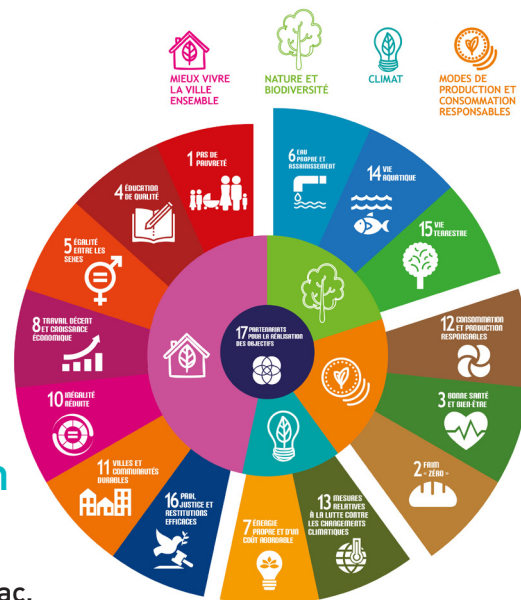 MIEUX VIVRE
LA VILLE
ENSEMBLE
NATURE ET
BIODIVERSITÉ
CLIMAT
MODES DE
PRODUCTION ET
CONSOMMATION
RESPONSABLES
1 PAS DE
PAUVRETÉ
4 ÉDUCATION
DE QUALITÉ
5 ÉGALITÉ
ENTRE LES
SEXES
8 TRAVAIL DÉCENT
ET CROISSANCE
ÉCONOMIQUE
10 INÉGALITÉ
RÉDUITE
11 VILLES ET
COMMUNAUTÉS
DURABLES
16 PAIX,
JUSTICE ET
RESTITUTIONS
EFFICACES
7 ÉNERGIE
PROPRE ET D'UN
COÛT ABORDABLE
13 MESURES
RELATIVES
À LA LUTTE CONTRE
LES CHANGEMENTS
CLIMATIQUES
2 FAIM
« ZÉRO »
3 BONNE SANTÉ
ET BIEN-ÊTRE
12 CONSOMMATION
ET PRODUCTION
RESPONSABLES
15 VIE
TERRESTRE
14 VIE
AQUATIQUE
6 EAU
PROPRE ET
ASSAINISSEMENT
17 PARTENARIATS
POUR LA RÉALISATION
DES OBJECTIFS
n
ac.